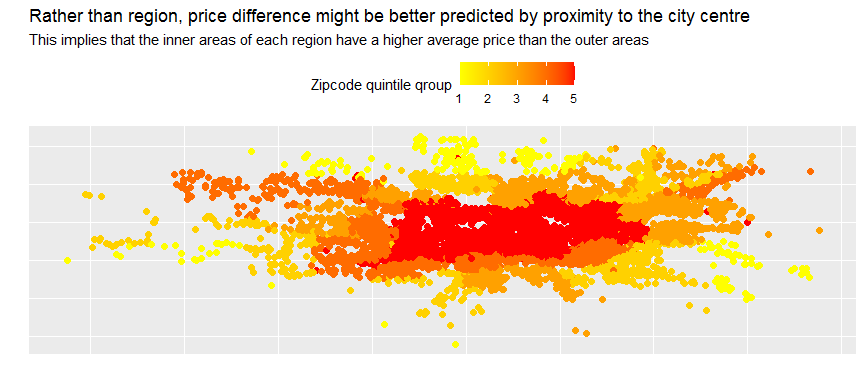 Rather than region, price difference might be better predicted by proximity to the city centre
This implies that the inner areas of each region have a higher average price than the outer areas
Zipcode quintile group
1 2 3 4 5